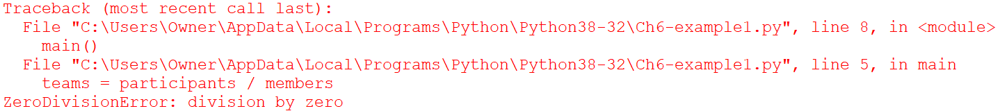 Traceback (most recent call last):
  File "C:\Users\Owner\AppData\Local\Programs\Python\Python38-32\Ch6-example1.py", line 8, in <module>
    main()
  File "C:\Users\Owner\AppData\Local\Programs\Python\Python38-32\Ch6-example1.py", line 5, in main
    teams = participants / members
ZeroDivisionError: division by zero